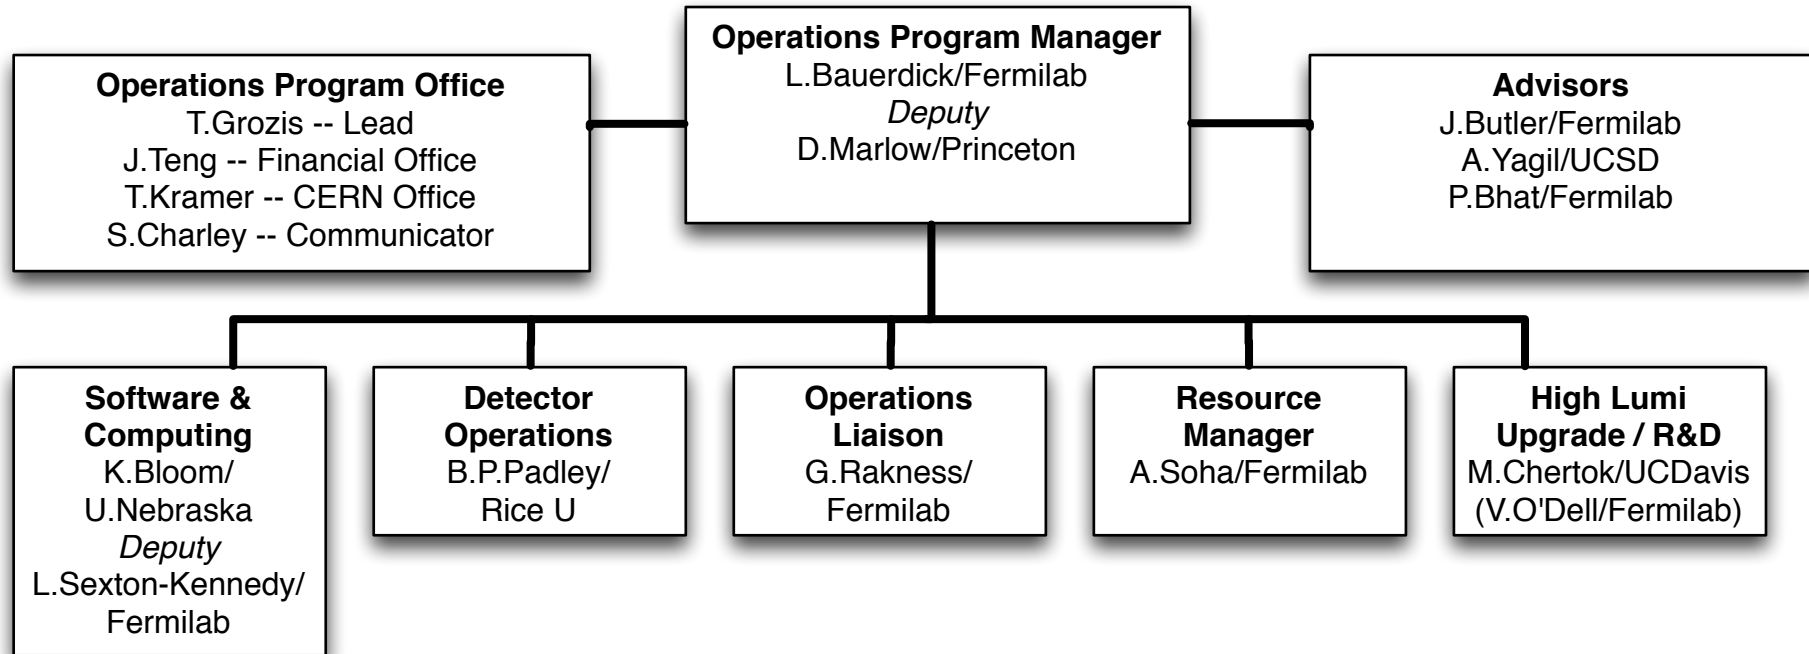 Operations Program Office
T.Grozis -- Lead
J.Teng -- Financial Office
T.Kramer -- CERN Office
S.Charley -- Communicator
Operations Program Manager
L.Bauerdick/Fermilab
Deputy
D.Marlow/Princeton
Advisors
J.Butler/Fermilab
A.Yagil/UCSD
P.Bhat/Fermilab
Software &
Computing
K.Bloom/
U.Nebraska
Deputy
L.Sexton-Kennedy/
Fermilab
Detector
Operations
B.P.Padley/
Rice U
Operations
Liaison
G.Rakness/
Fermilab
Resource
Manager
A.Soha/Fermilab
High Lumi
Upgrade / R&D
M.Chertok/UCDavis
(V.O'Dell/Fermilab)